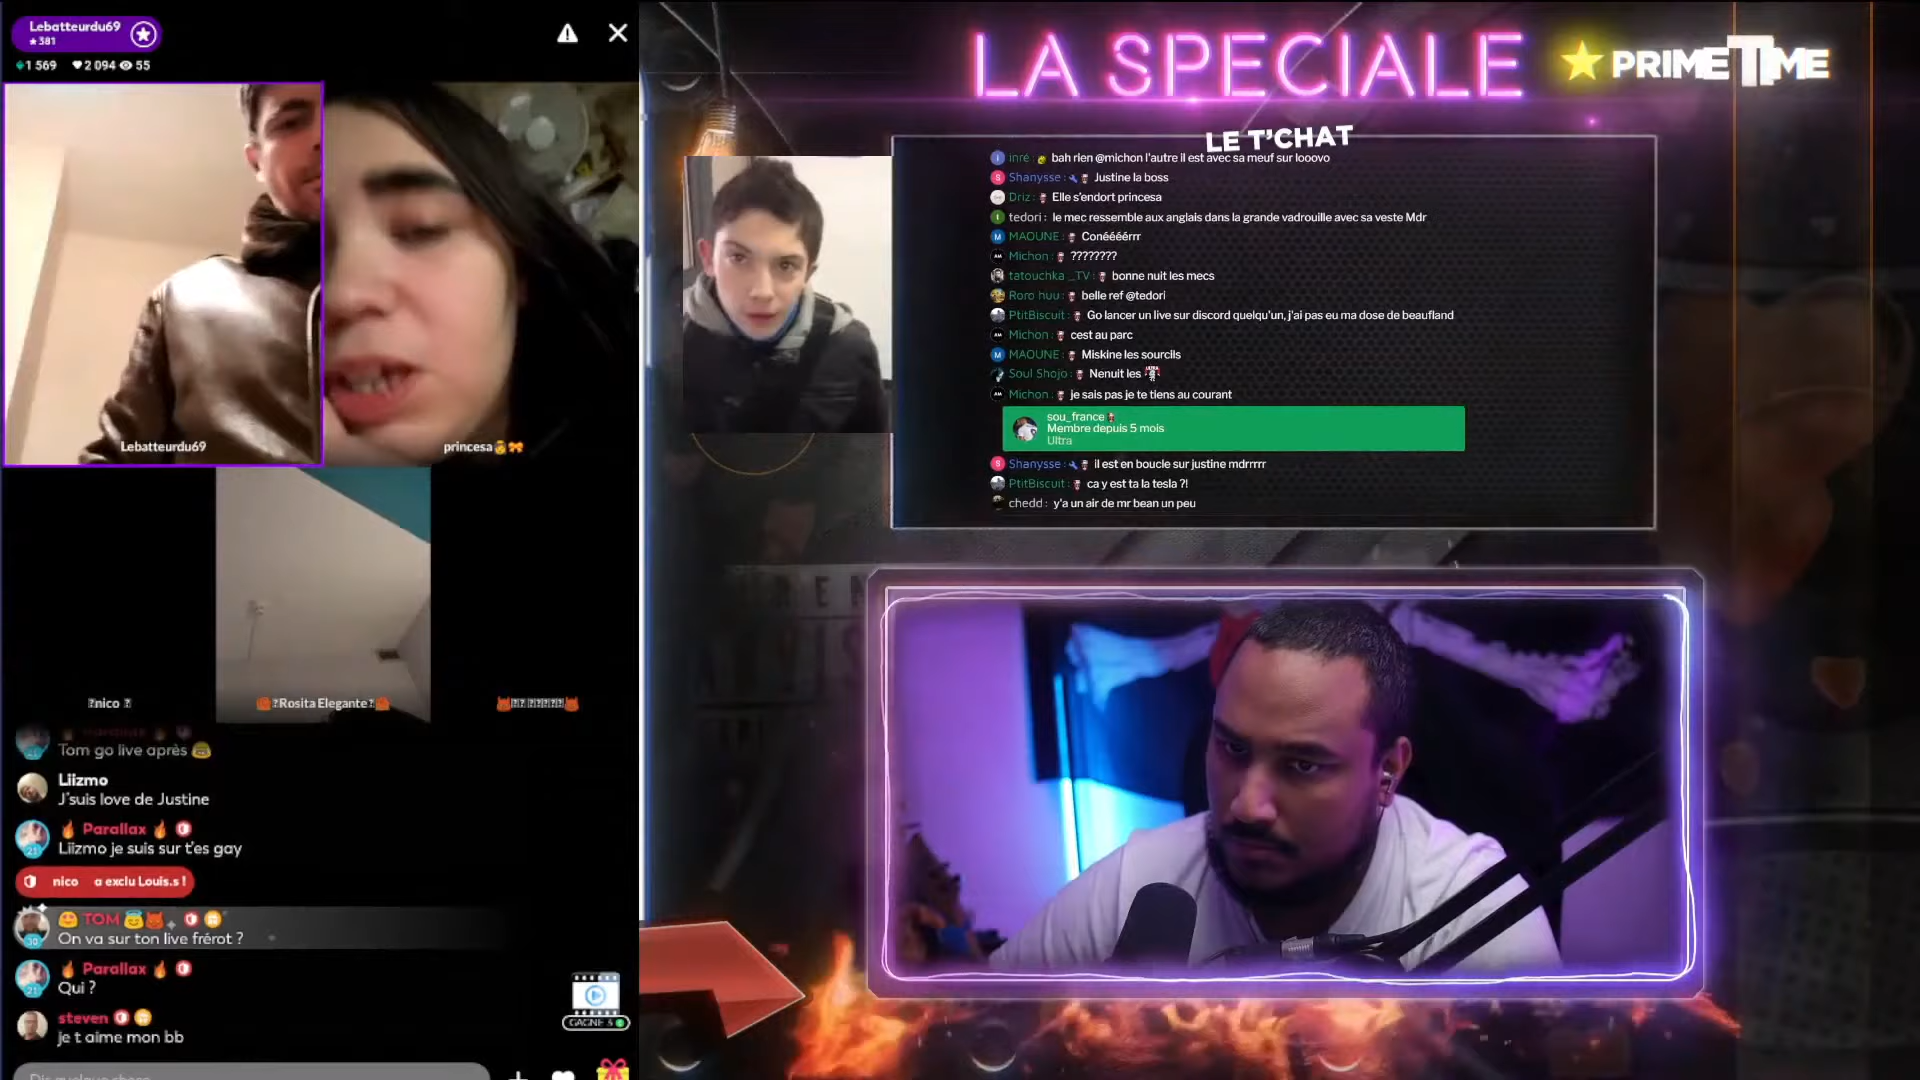 Lebatteurdu69
381
1 569 2 094 55
Lebatteurdu69
princesa
nico
Rosita Elegante
Tom go live après
Liizmo
J'suis love de Justine
Parallax
Liizmo je suis sur t'es gay
nico a exclu Louis.s !
TOM
On va sur ton live frérot ?
Parallax
Qui ?
steven
je t aime mon bb
GAGNE 5
LA SPECIALE
PRIMETIME
LE T'CHAT
inré : bah rien @michon l'autre il est avec sa meuf sur looovo
Shanysse : Justine la boss
Driz : Elle s'endort princesa
tedori : le mec ressemble aux anglais dans la grande vadrouille avec sa veste Mdr
MAOUNE : Conéééérrr
Michon : ????????
tatouchka _TV : bonne nuit les mecs
Roro huu : belle ref @tedori
PtitBiscuit : Go lancer un live sur discord quelqu'un, j'ai pas eu ma dose de beaufland
Michon : cest au parc
MAOUNE : Miskine les sourcils
Soul Shojo : Nenuit les
Michon : je sais pas je te tiens au courant
sou_france
Membre depuis 5 mois
Ultra
Shanysse : il est en boucle sur justine mdrrrrr
PtitBiscuit : ca y est ta la tesla ?!
chedd : y'a un air de mr bean un peu